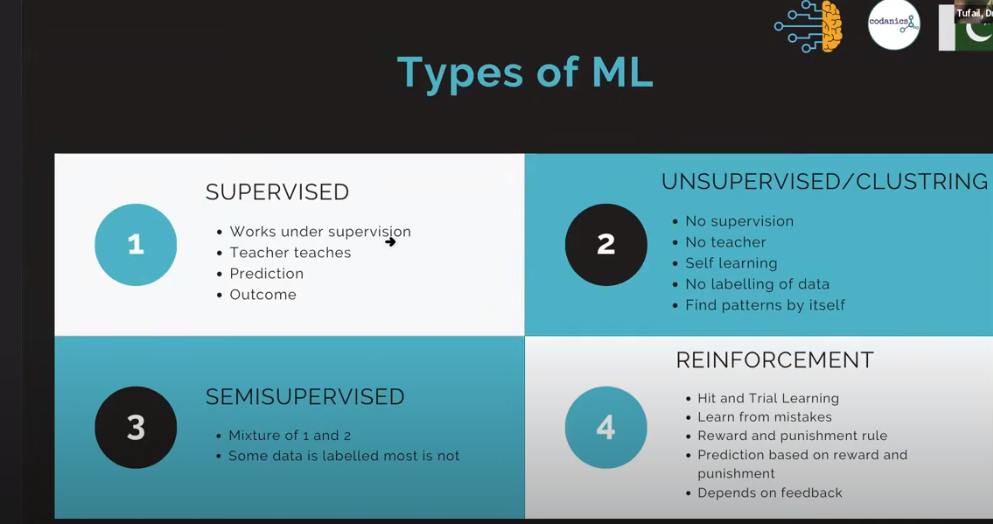 codanics
Tufail, D
Types of ML
1
SUPERVISED
• Works under supervision
• Teacher teaches
• Prediction
• Outcome
2
UNSUPERVISED/CLUSTRING
• No supervision
• No teacher
• Self learning
• No labelling of data
• Find patterns by itself
3
SEMISUPERVISED
• Mixture of 1 and 2
• Some data is labelled most is not
4
REINFORCEMENT
• Hit and Trial Learning
• Learn from mistakes
• Reward and punishment rule
• Prediction based on reward and
punishment
• Depends on feedback